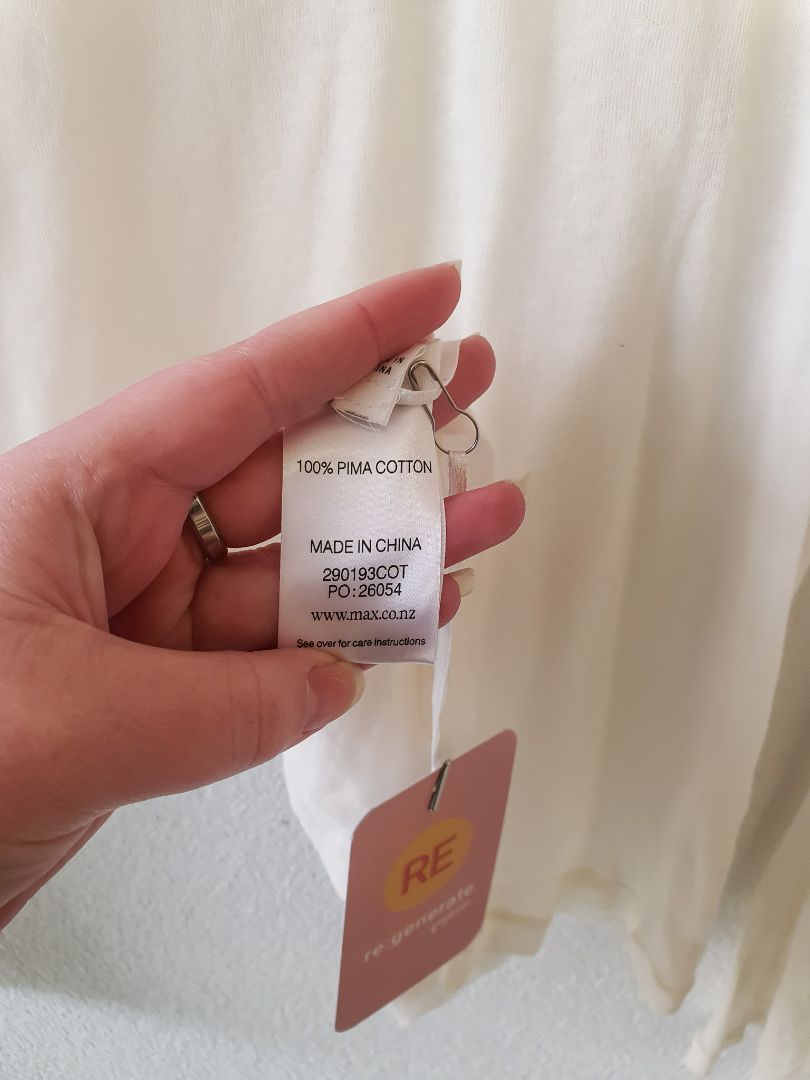 100% PIMA COTTON
MADE IN CHINA
290193COT
PO:26054
www.max.co.nz
See over for care instructions
RE
re:generate